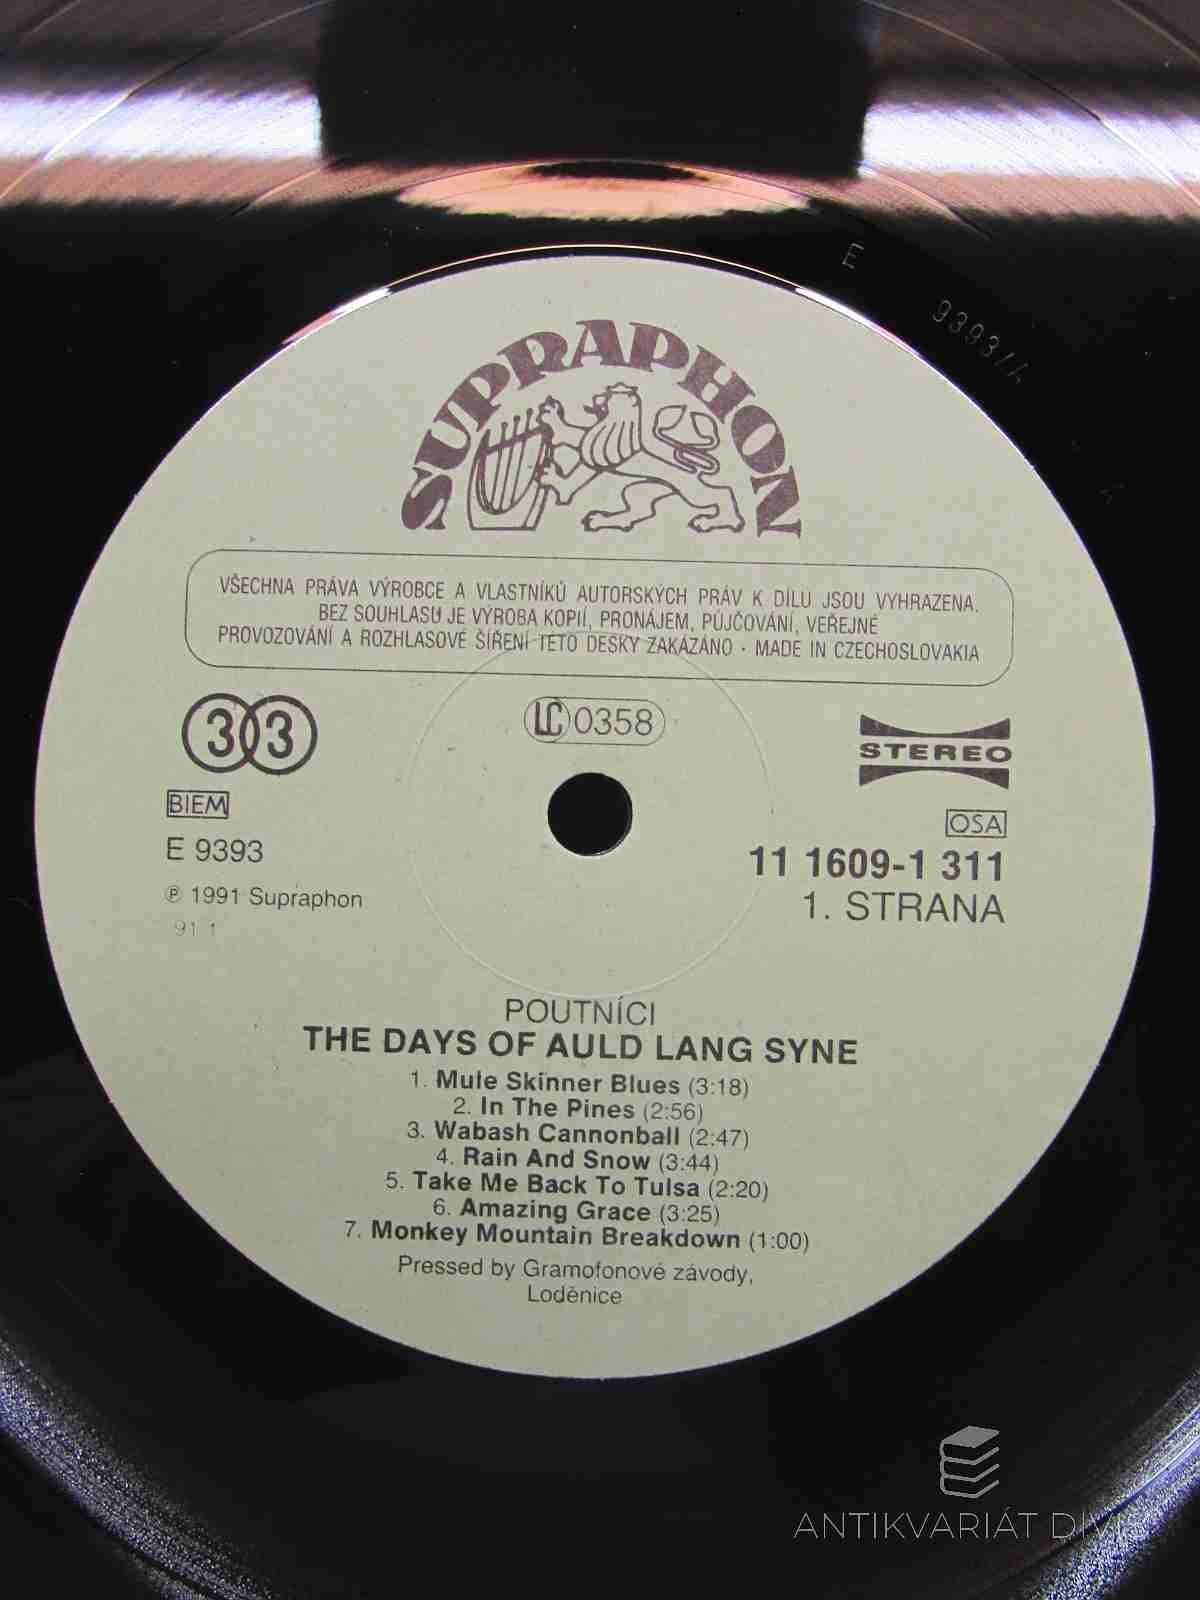 E 9393/A
SUPRAPHON
VŠECHNA PRÁVA VÝROBCE A VLASTNÍKŮ AUTORSKÝCH PRÁV K DÍLU JSOU VYHRAZENA.
BEZ SOUHLASU JE VÝROBA KOPIÍ, PRONÁJEM, PŮJČOVÁNÍ, VEŘEJNÉ
PROVOZOVÁNÍ A ROZHLASOVÉ ŠÍŘENÍ TÉTO DESKY ZAKÁZÁNO · MADE IN CZECHOSLOVAKIA
33
LC 0358
STEREO
BIEM
OSA
E 9393
11 1609-1 311
℗ 1991 Supraphon
1. STRANA
91 1
POUTNÍCI
THE DAYS OF AULD LANG SYNE
1. Mule Skinner Blues (3:18)
2. In The Pines (2:56)
3. Wabash Cannonball (2:47)
4. Rain And Snow (3:44)
5. Take Me Back To Tulsa (2:20)
6. Amazing Grace (3:25)
7. Monkey Mountain Breakdown (1:00)
Pressed by Gramofonové závody,
Loděnice
ANTIKVARIÁT